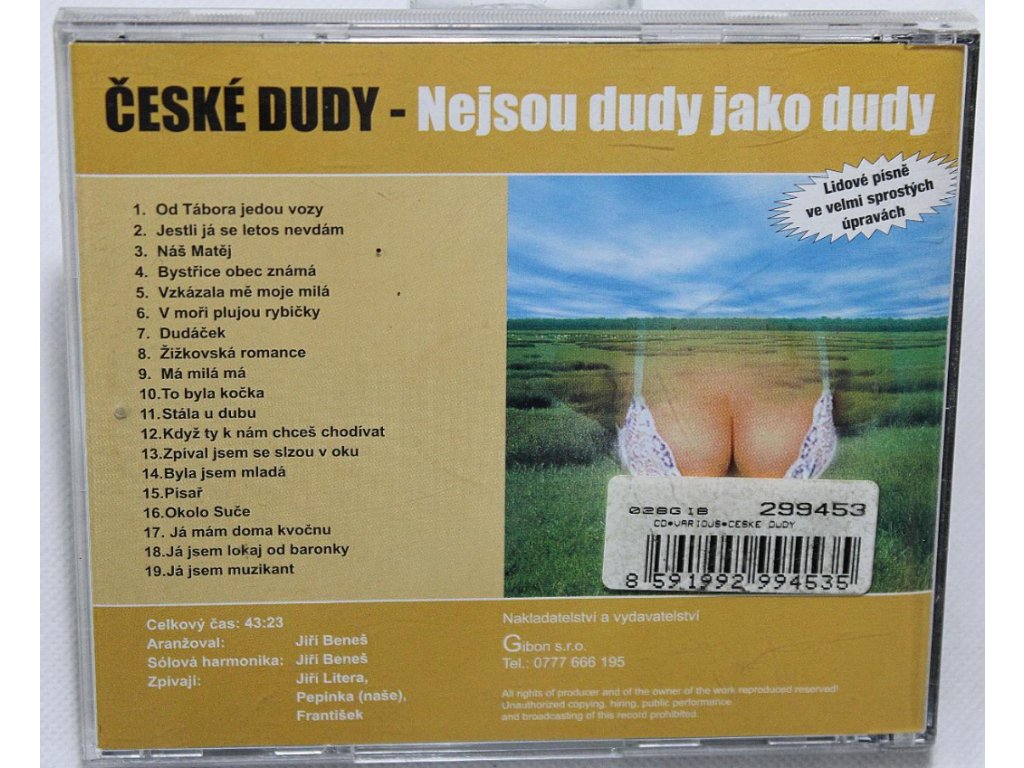 ČESKÉ DUDY - Nejsou dudy jako dudy
Lidové písně
ve velmi sprostých
úpravách
1. Od Tábora jedou vozy
2. Jestli já se letos nevdám
3. Náš Matěj
4. Bystřice obec známá
5. Vzkázala mě moje milá
6. V moři plujou rybičky
7. Dudáček
8. Žižkovská romance
9. Má milá má
10.To byla kočka
11.Stála u dubu
12.Když ty k nám chceš chodívat
13.Zpíval jsem se slzou v oku
14.Byla jsem mladá
15.Písař
16.Okolo Suče
17. Já mám doma kvočnu
18.Já jsem lokaj od baronky
19.Já jsem muzikant
028GIB 299453
CD*VARIOUS*CESKE DUDY
8 591992 994535
Celkový čas: 43:23
Aranžoval: Jiří Beneš
Sólová harmonika: Jiří Beneš
Zpívají: Jiří Litera,
Pepinka (naše),
František
Nakladatelství a vydavatelství
Gibon s.r.o.
Tel.: 0777 666 195
All rights of producer and of the owner of the work reproduced reserved!
Unauthorized copying, hiring, public performance
and broadcasting of this record prohibited.